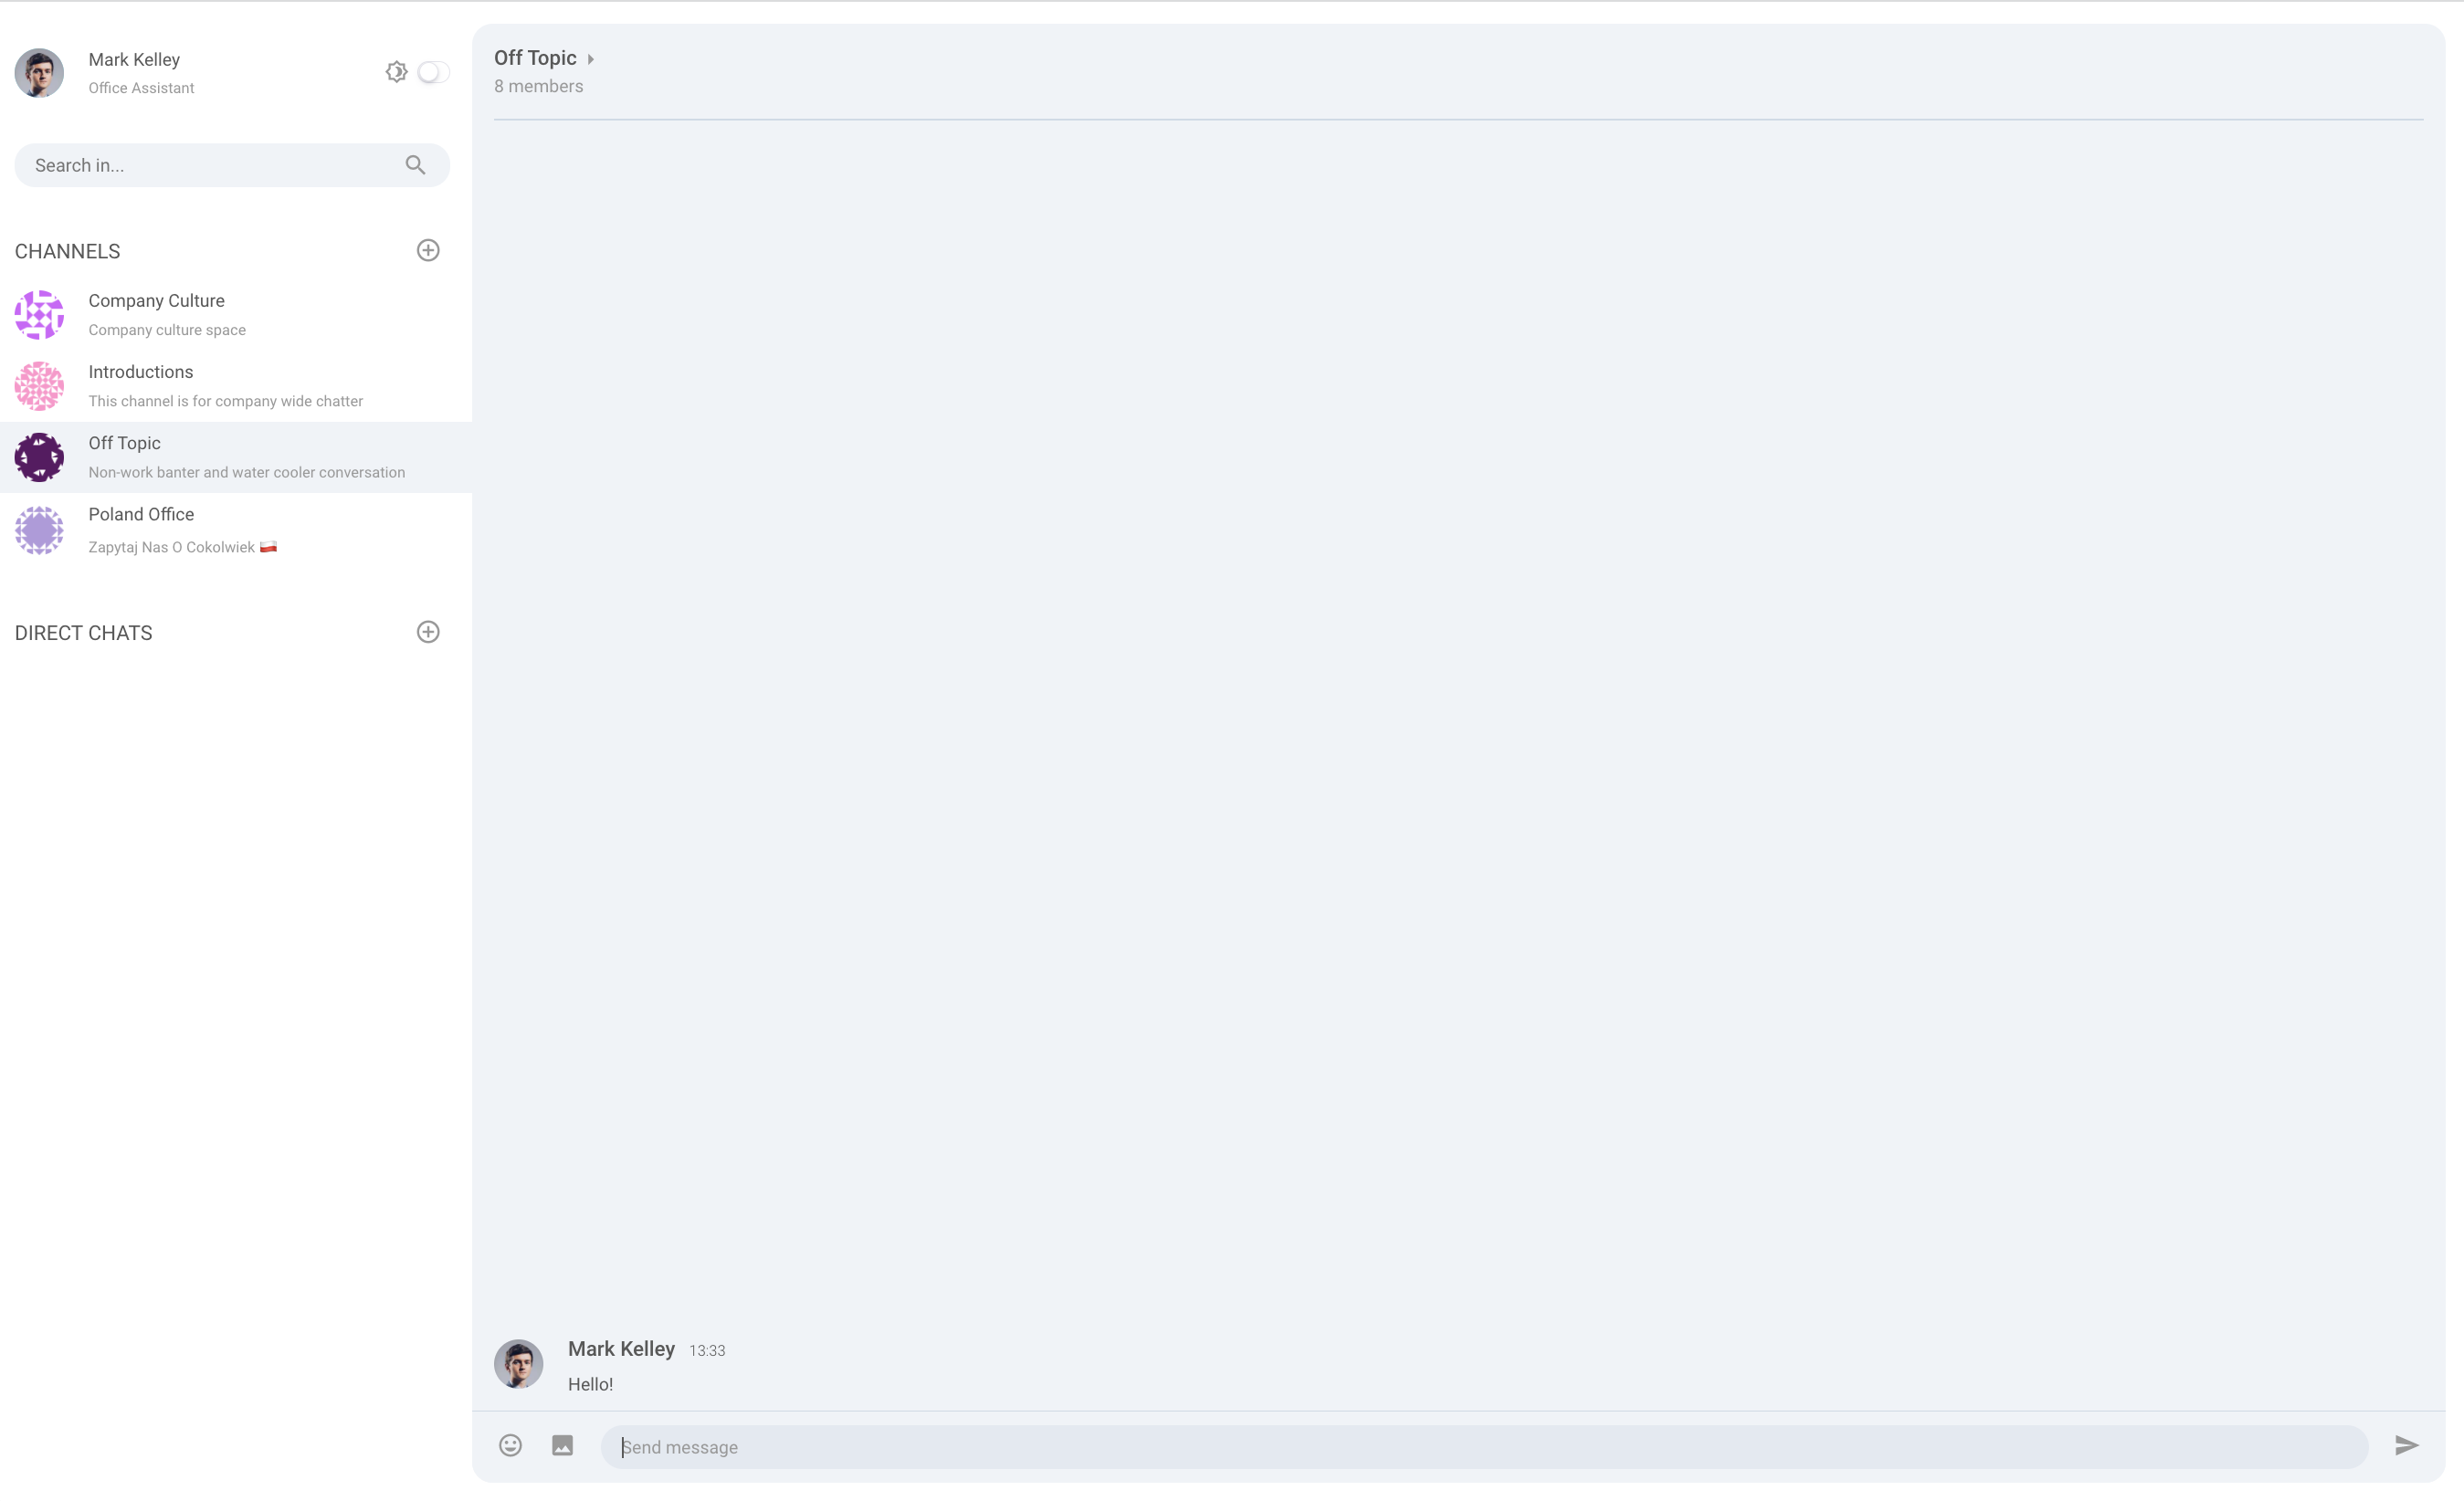 Mark Kelley
Office Assistant
Search in...
CHANNELS
Company Culture
Company culture space
Introductions
This channel is for company wide chatter
Off Topic
Non-work banter and water cooler conversation
Poland Office
Zapytaj Nas O Cokolwiek 🇵🇱
DIRECT CHATS
Off Topic
8 members
Mark Kelley 13:33
Hello!
Send message